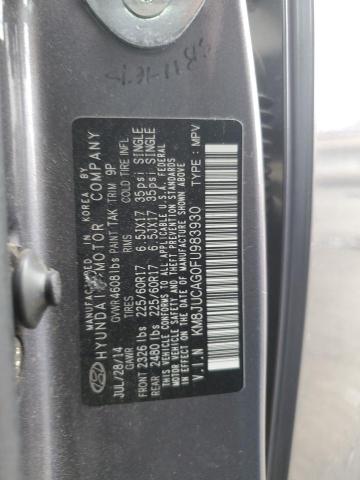 MANUFACTURED IN KOREA BY
HYUNDAI MOTOR COMPANY
JUL/28/14 GVWR 4608 lbs PAINT TAK TRIM 9P
GAWR TIRES RIMS COLD TIRE INFL
FRONT 2326 lbs 225/60R17 6.5JX17 35psi SINGLE
REAR 2480 lbs 225/60R17 6.5JX17 35psi SINGLE
THIS VEHICLE CONFORMS TO ALL APPLICABLE U.S.A FEDERAL
MOTOR VEHICLE SAFETY AND THEFT PREVENTION STANDARDS
IN EFFECT ON THE DATE OF MANUFACTURE SHOWN ABOVE.
V.I.N KM8JUCAG0FU983930 TYPE : MPV